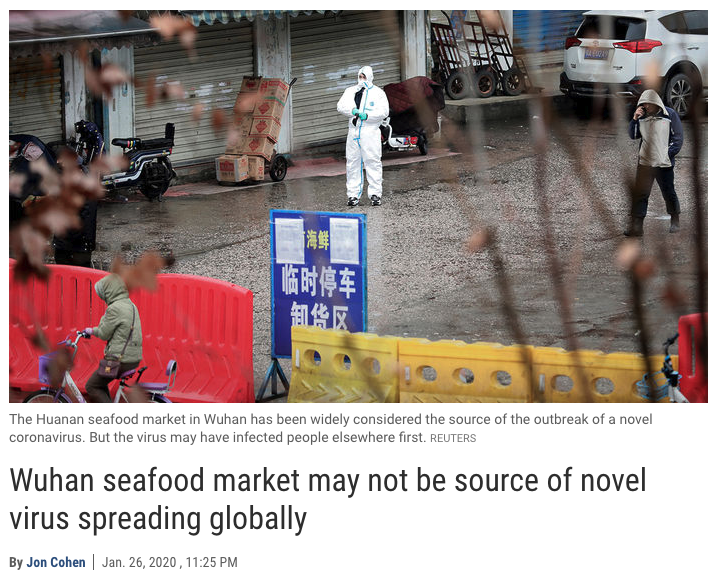 海鲜
临时停车
卸货区
The Huanan seafood market in Wuhan has been widely considered the source of the outbreak of a novel
coronavirus. But the virus may have infected people elsewhere first. REUTERS
Wuhan seafood market may not be source of novel
virus spreading globally
By Jon Cohen | Jan. 26, 2020 , 11:25 PM